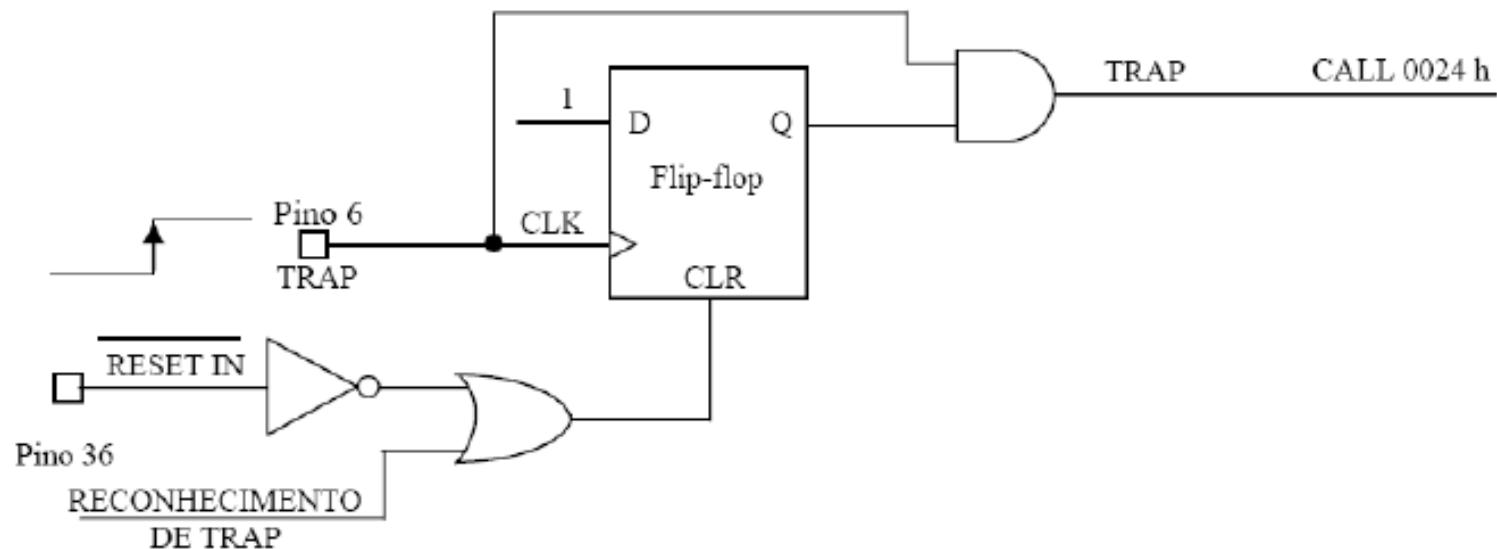 TRAP
CALL 0024 h
1
D
Q
Flip-flop
Pino 6
CLK
TRAP
CLR
RESET IN
Pino 36
RECONHECIMENTO
DE TRAP